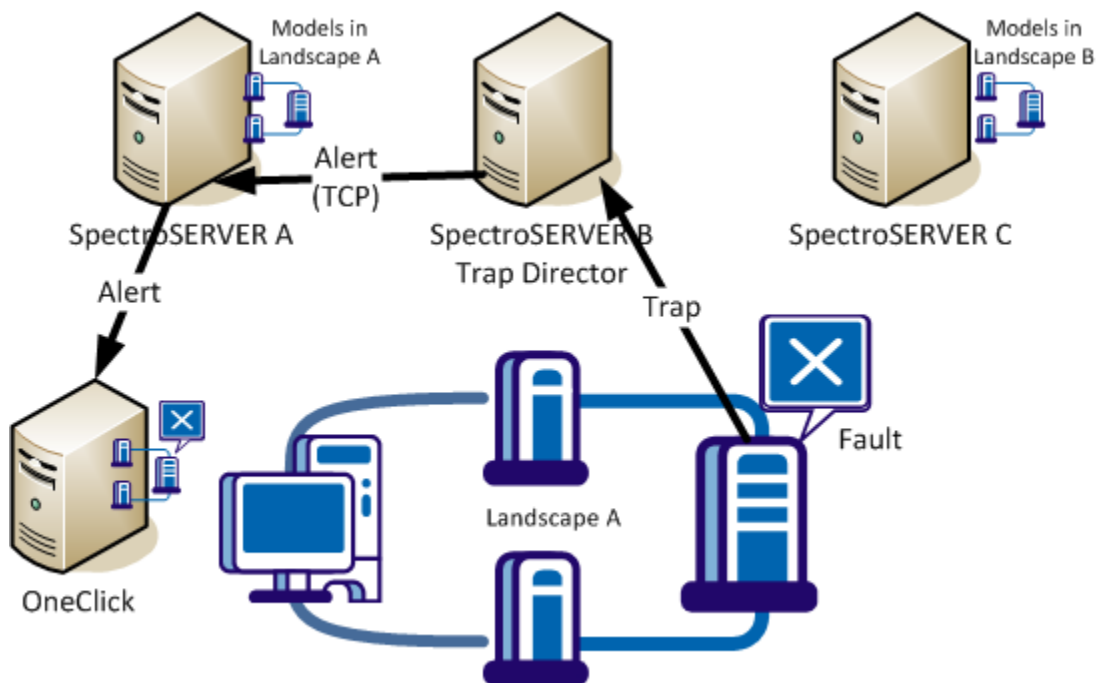 Models in
Landscape A
Models in
Landscape B
Alert
(TCP)
SpectroSERVER A
SpectroSERVER B
Trap Director
SpectroSERVER C
Alert
Trap
Fault
Landscape A
OneClick